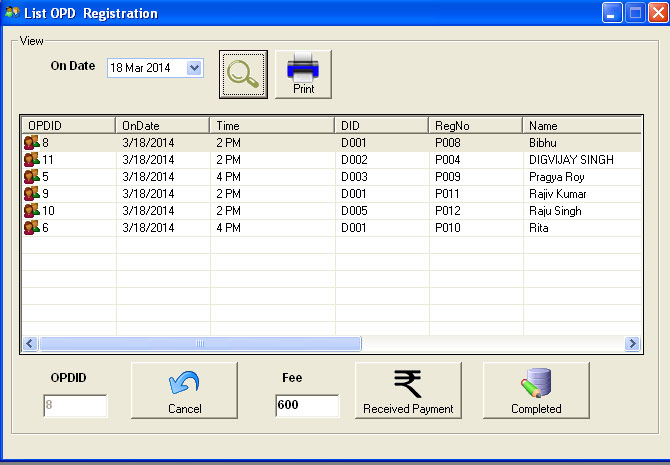 List OPD  Registration
View
On Date 18 Mar 2014
Print
OPDID OnDate Time DID RegNo Name
8 3/18/2014 2 PM D001 P008 Bibhu
11 3/18/2014 2 PM D002 P004 DIGVIJAY SINGH
5 3/18/2014 4 PM D003 P009 Pragya Roy
9 3/18/2014 2 PM D001 P011 Rajiv Kumar
10 3/18/2014 2 PM D005 P012 Raju Singh
6 3/18/2014 4 PM D001 P010 Rita
OPDID Fee
8 Cancel 600 ₹ Received Payment Completed